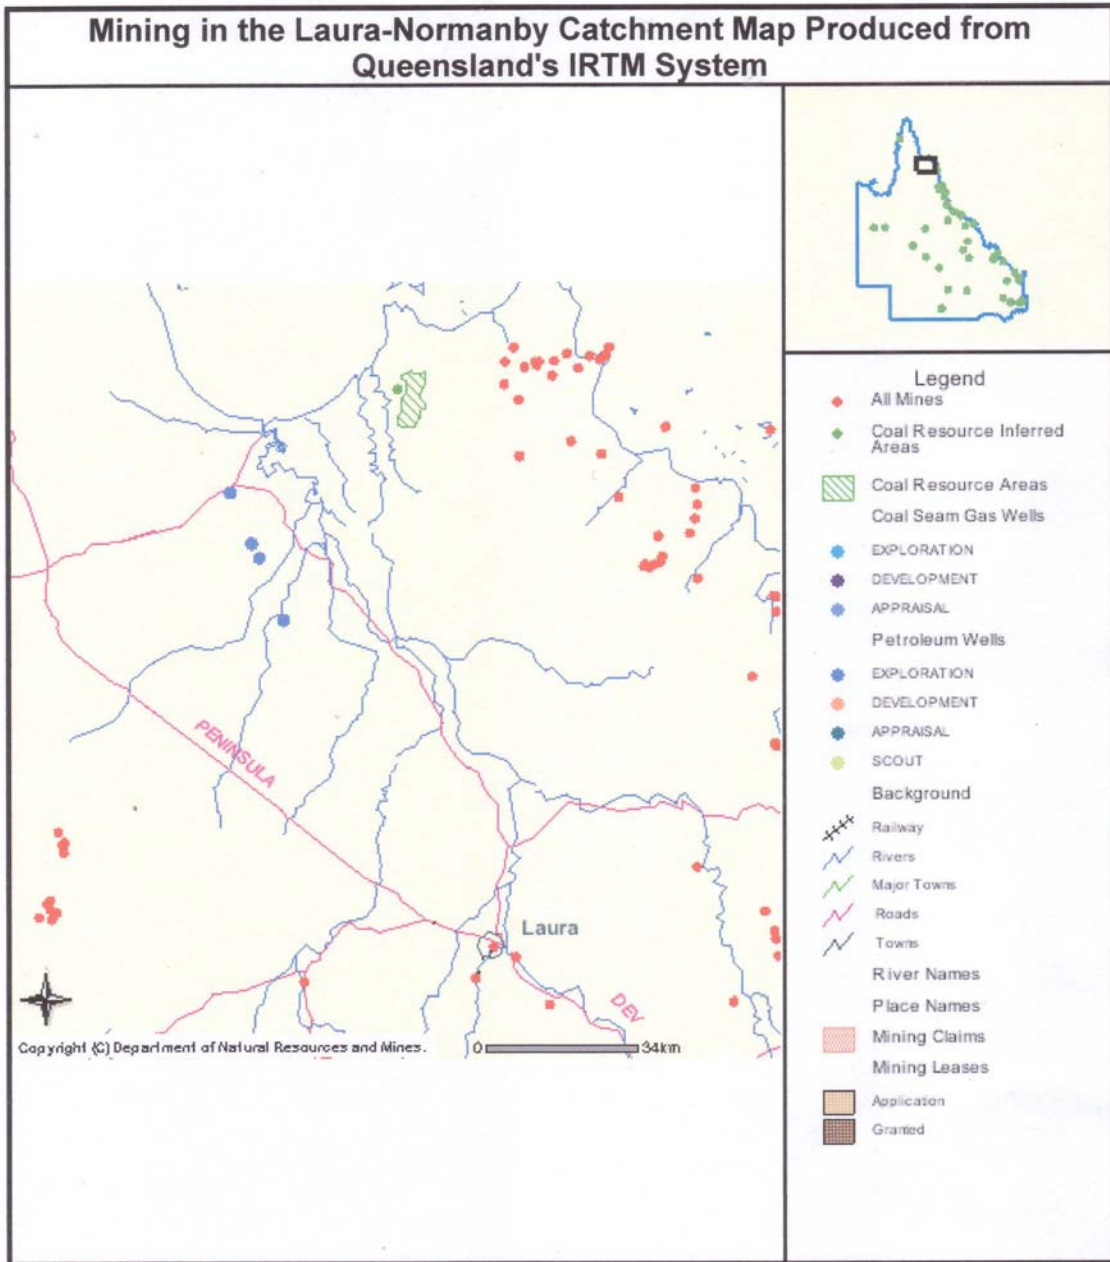 Mining in the Laura-Normanby Catchment Map Produced from
Queensland's IRTM System
PENINSULA
Laura
DEV
Copyright (C) Department of Natural Resources and Mines.
0
34km
Legend
All Mines
Coal Resource Inferred
Areas
Coal Resource Areas
Coal Seam Gas Wells
EXPLORATION
DEVELOPMENT
APPRAISAL
Petroleum Wells
EXPLORATION
DEVELOPMENT
APPRAISAL
SCOUT
Background
Railway
Rivers
Major Towns
Roads
Towns
River Names
Place Names
Mining Claims
Mining Leases
Application
Granted